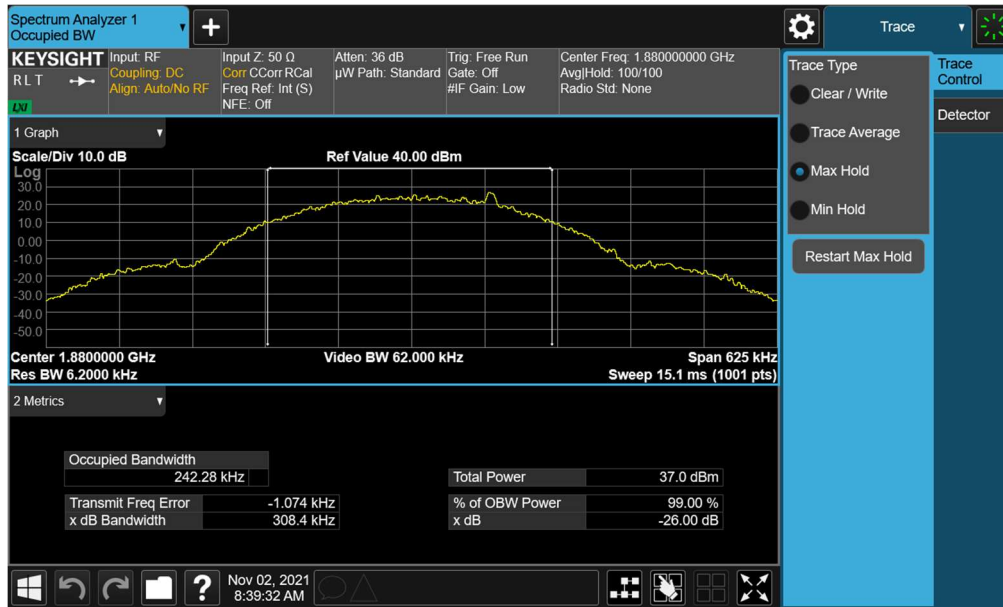 Spectrum Analyzer 1
Occupied BW
Trace
KEYSIGHT
R L T
LXI
Input: RF
Coupling: DC
Align: Auto/No RF
Input Z: 50 Ω
Corr CCorr RCal
Freq Ref: Int (S)
NFE: Off
Atten: 36 dB
µW Path: Standard
Trig: Free Run
Gate: Off
#IF Gain: Low
Center Freq: 1.880000000 GHz
Avg|Hold: 100/100
Radio Std: None
Trace Type
Clear / Write
Trace Average
Max Hold
Min Hold
Restart Max Hold
Trace
Control
Detector
1 Graph
Scale/Div 10.0 dB
Ref Value 40.00 dBm
Log
30.0
20.0
10.0
0.00
-10.0
-20.0
-30.0
-40.0
-50.0
Center 1.8800000 GHz
Video BW 62.000 kHz
Span 625 kHz
Res BW 6.2000 kHz
Sweep 15.1 ms (1001 pts)
2 Metrics
Occupied Bandwidth
242.28 kHz
Total Power 37.0 dBm
Transmit Freq Error -1.074 kHz
% of OBW Power 99.00 %
x dB Bandwidth 308.4 kHz
x dB -26.00 dB
?
Nov 02, 2021
8:39:32 AM